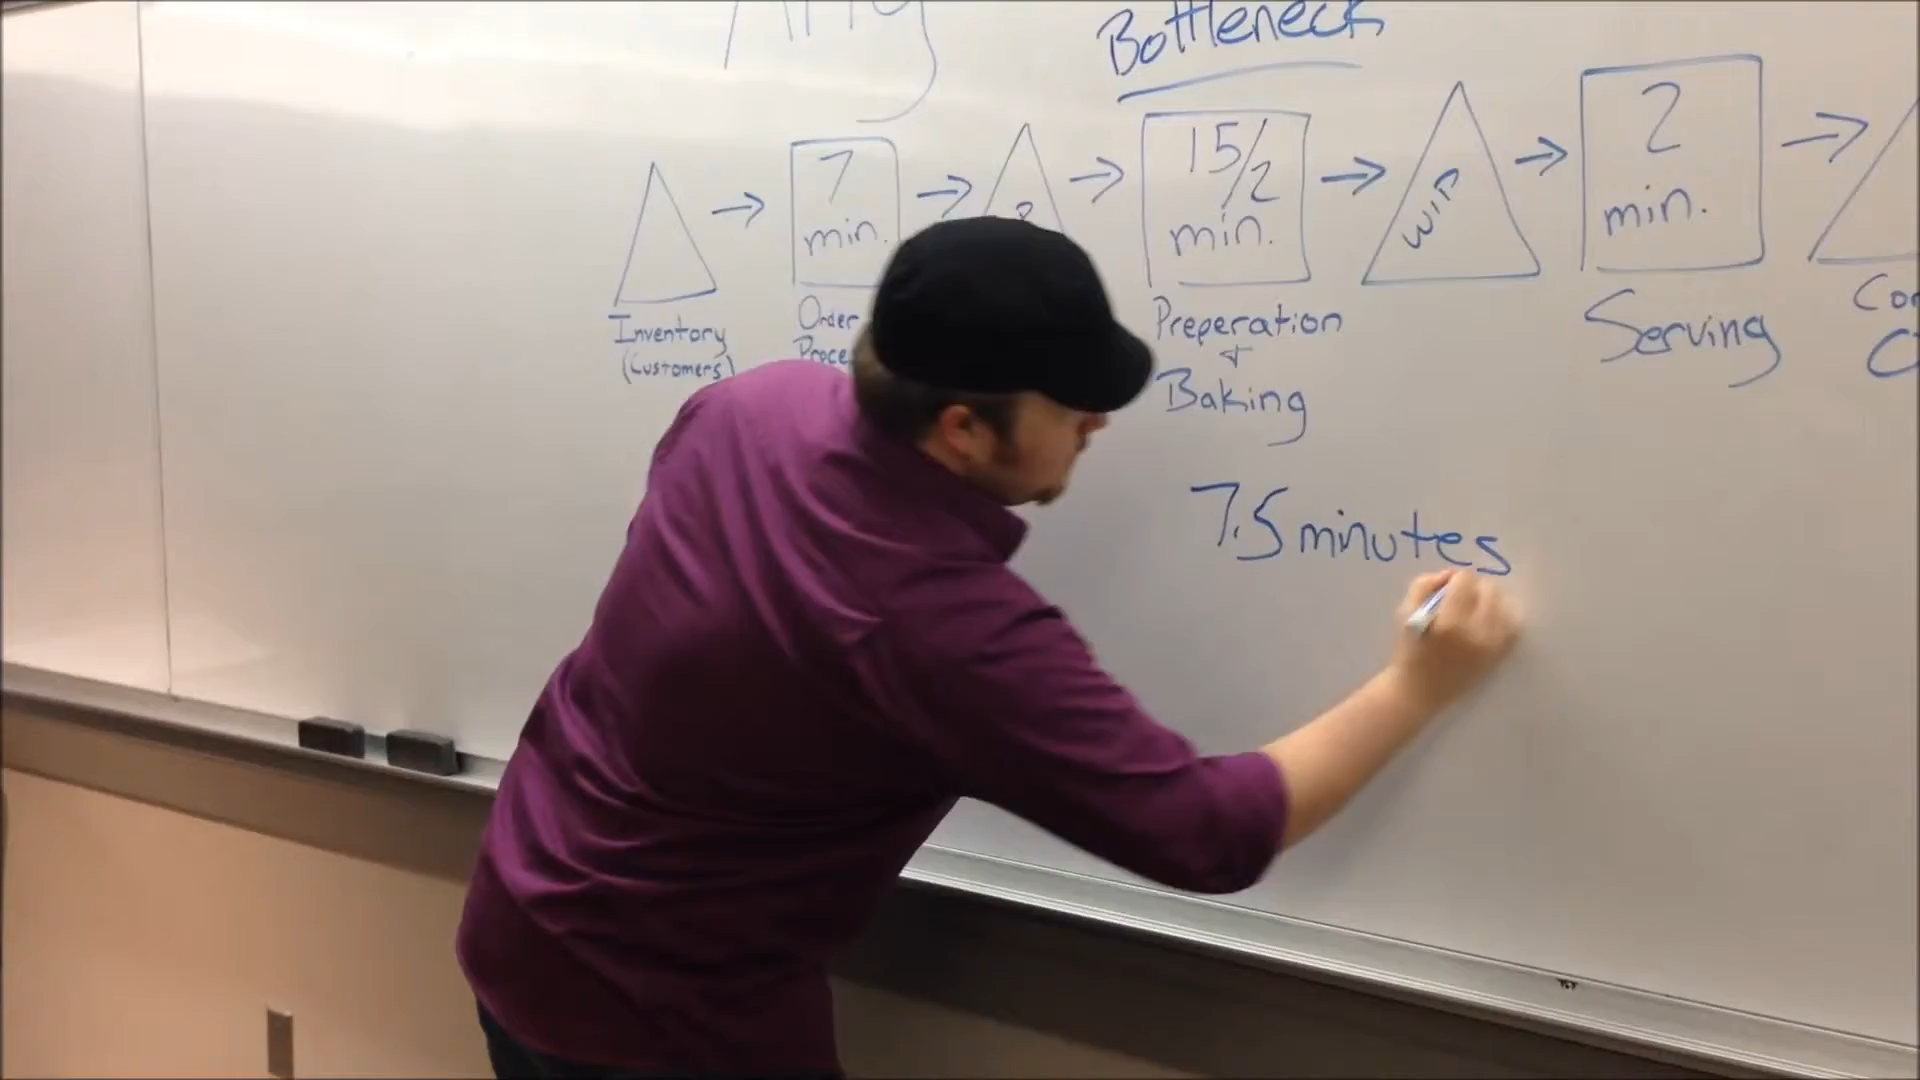 Bottleneck
7
min.
15/2
min.
WIP
2
min.
Inventory
(Customers)
Order
Preperation
+
Baking
Serving
7.5 minutes